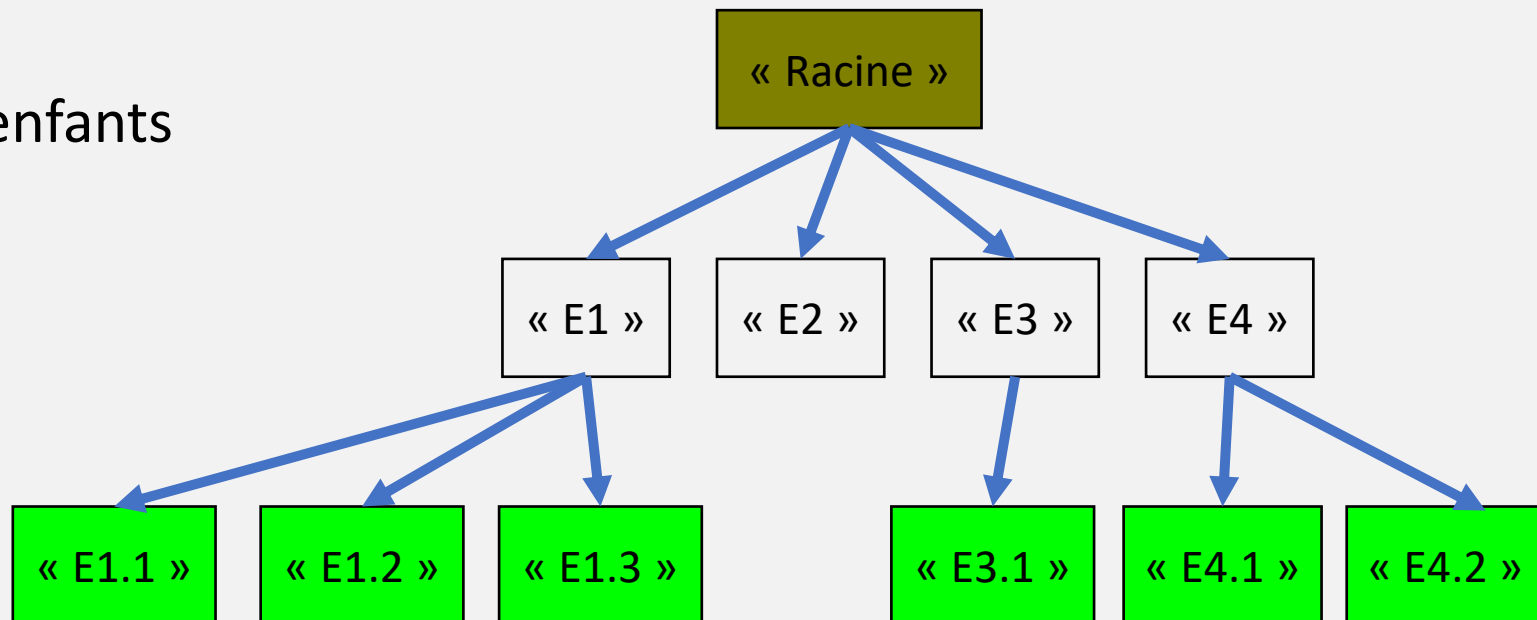 « Racine »
enfants
« E1 »
« E2 »
« E3 »
« E4 »
« E1.1 »
« E1.2 »
« E1.3 »
« E3.1 »
« E4.1 »
« E4.2 »